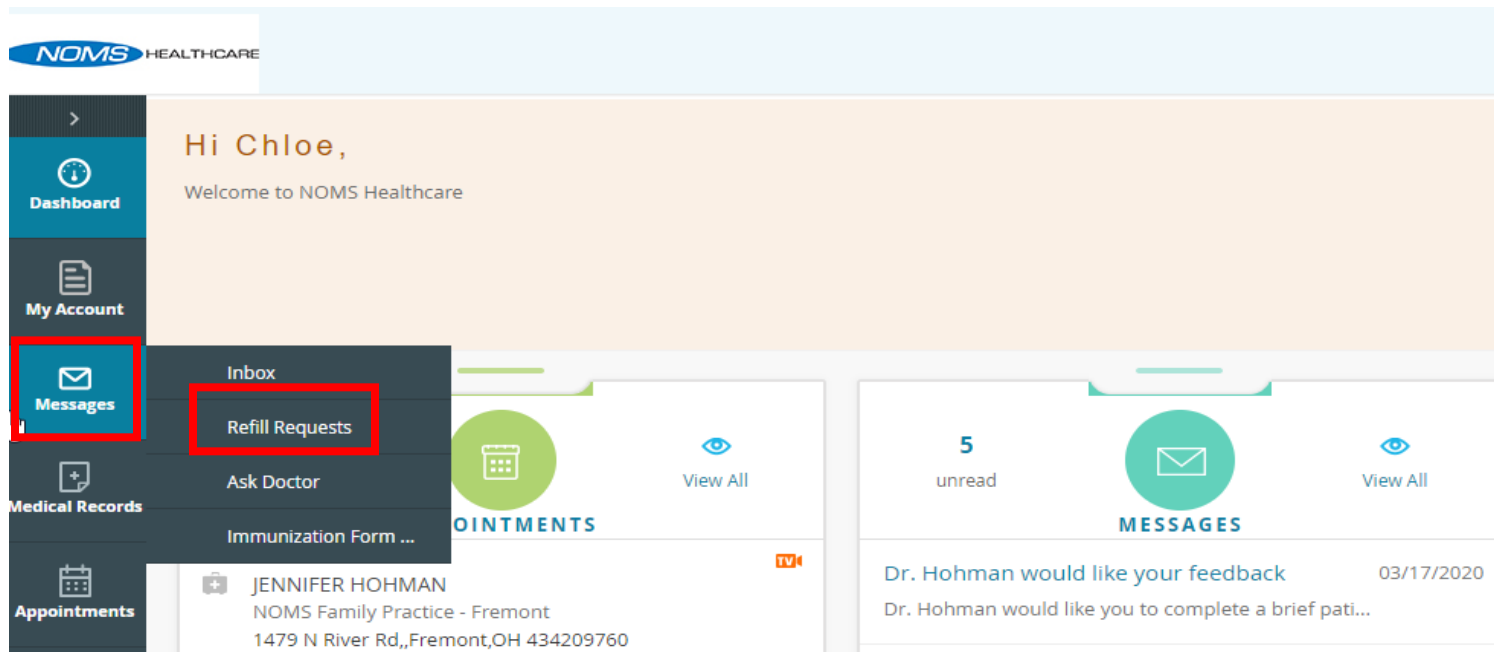 NOMS HEALTHCARE
Hi Chloe,
Welcome to NOMS Healthcare
Dashboard
My Account
Messages
Medical Records
Appointments
Inbox
Refill Requests
Ask Doctor
Immunization Form ...
View All
OINTMENTS
TV
JENNIFER HOHMAN
NOMS Family Practice - Fremont
1479 N River Rd,,Fremont,OH 434209760
5
unread
View All
MESSAGES
Dr. Hohman would like your feedback 03/17/2020
Dr. Hohman would like you to complete a brief pati...